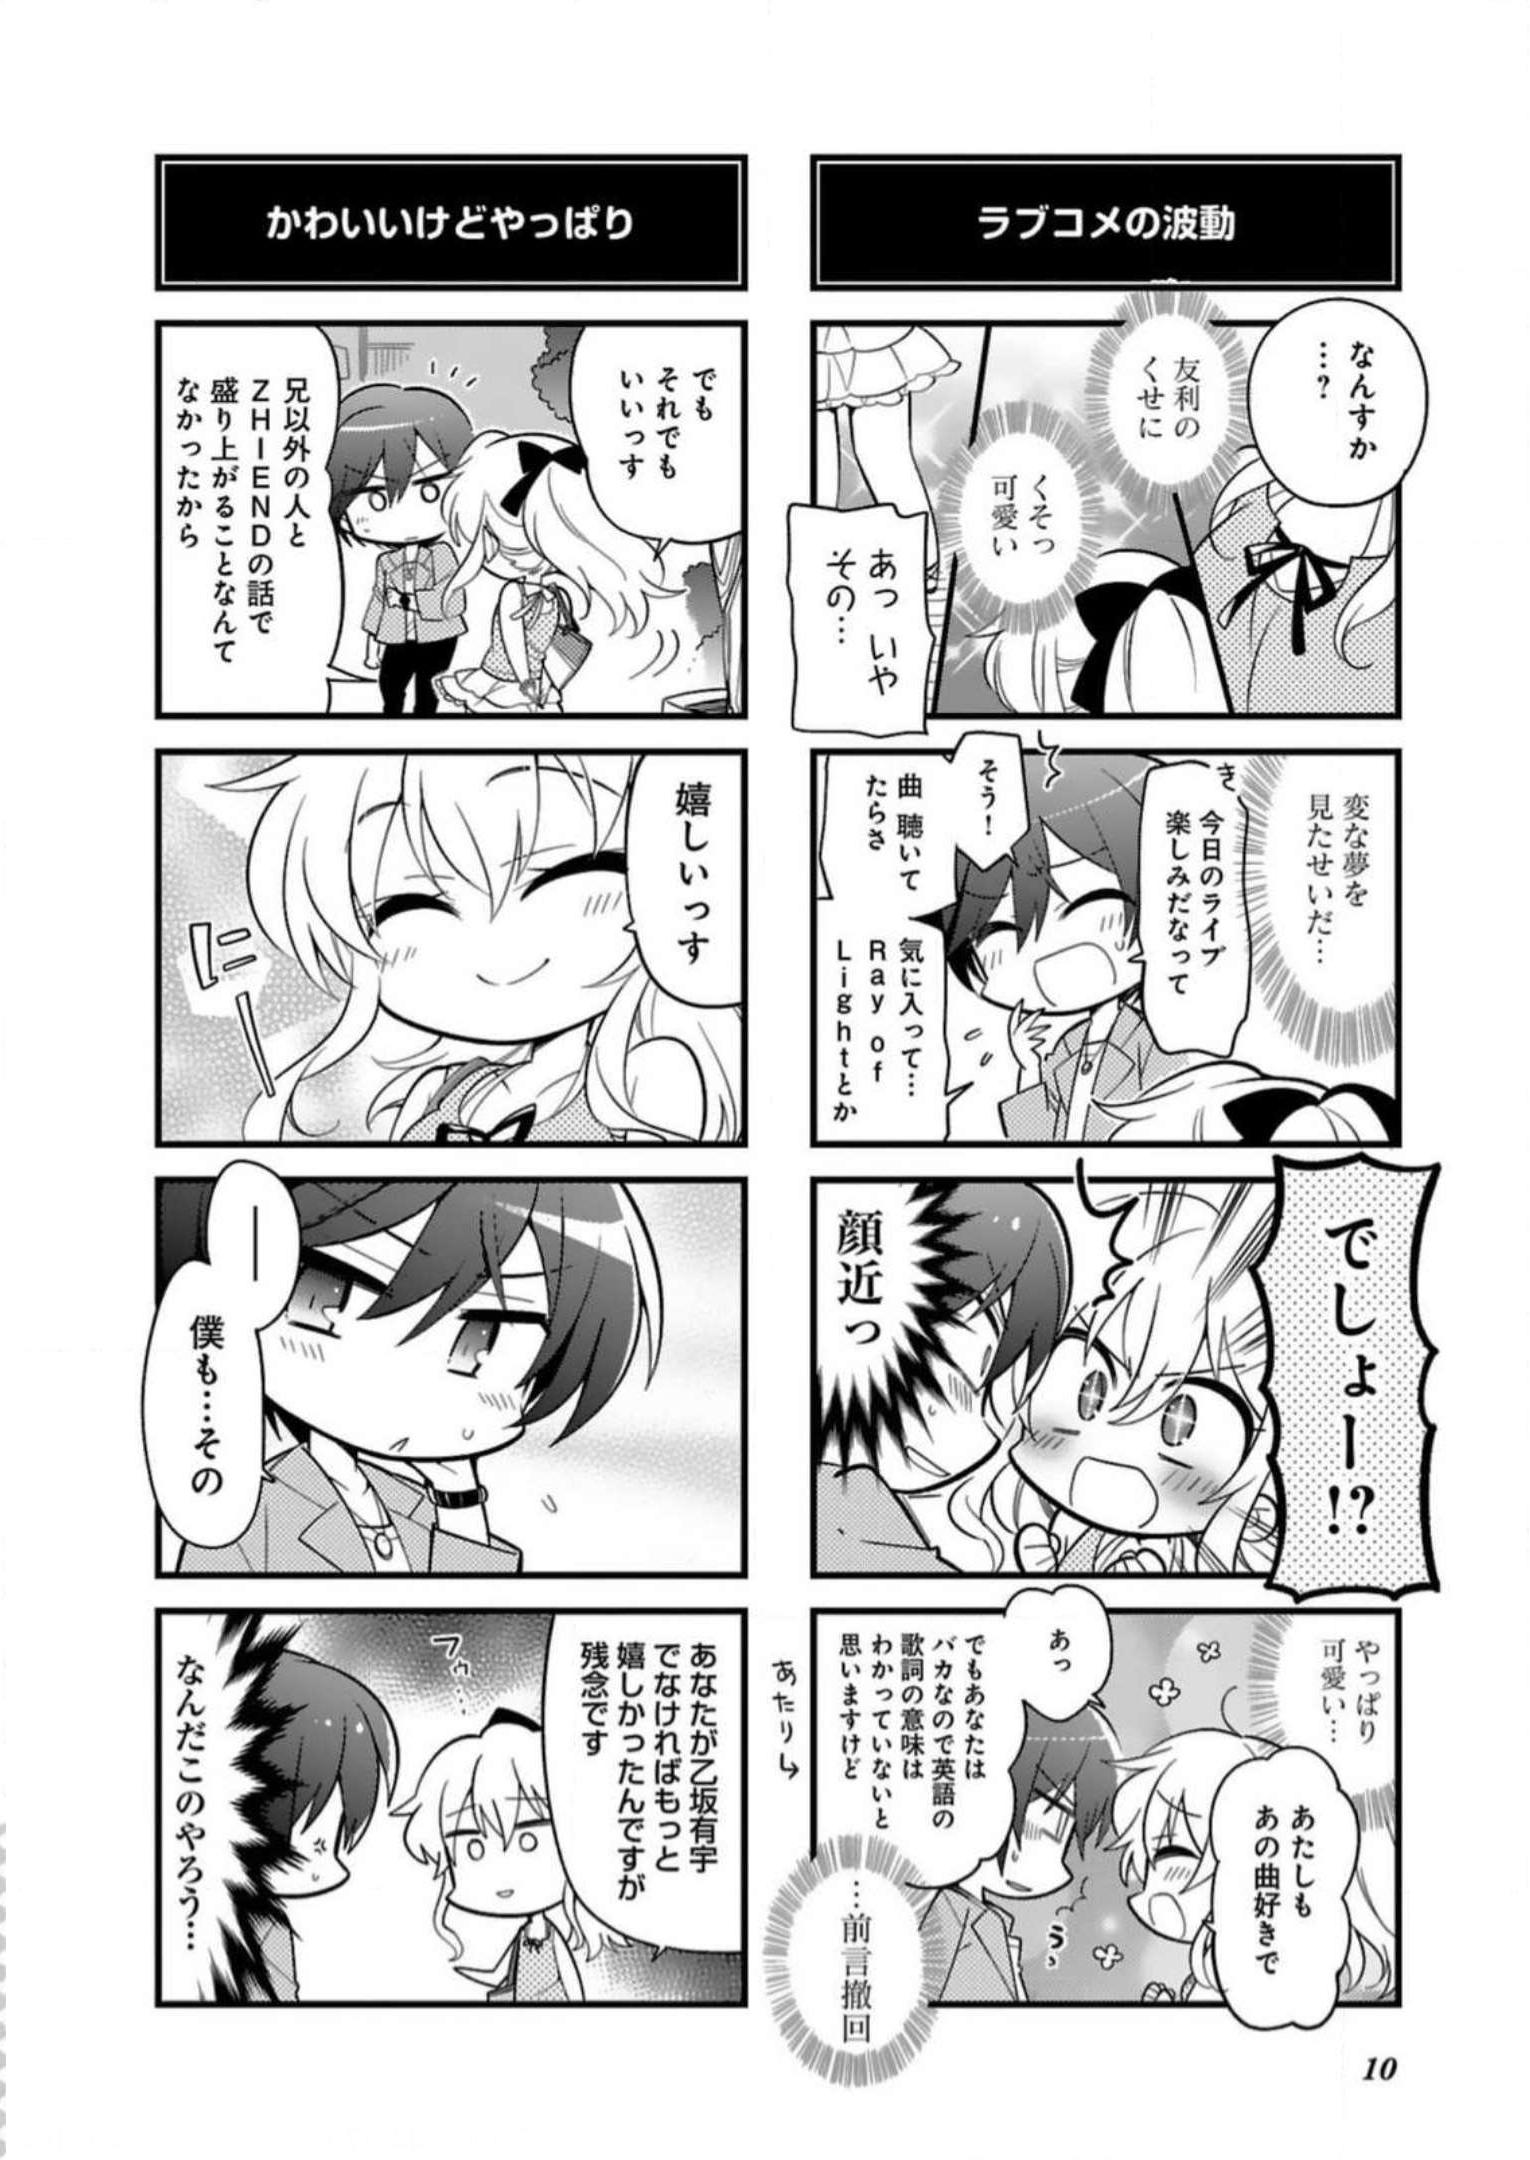 ラブコメの波動
なんすか
…?
友利の
くせに
くそっ
可愛い
あっ いや
その…
変な夢を
見たせいだ…
き
今日のライブ
楽しみだなって
そう!
曲 聴いて
たらさ
気に入って…
Ray of
Lightとか
でしょー!?
顔近っ
やっぱり
可愛い…
あたしも
あの曲好きで
あっ
でもあなたは
バカなので英語の
歌詞の意味は
わかっていないと
思いますけど
うっ
あたり
…前言撤回
かわいいけどやっぱり
でも
それでも
いいっす
兄以外の人と
ZHIENDの話で
盛り上がることなんて
なかったから
嬉しいっす
にこ
―
僕も…その
あなたが乙坂有宇
でなければもっと
嬉しかったんですが
残念です
フゥ…
なんだこのやろう…
10